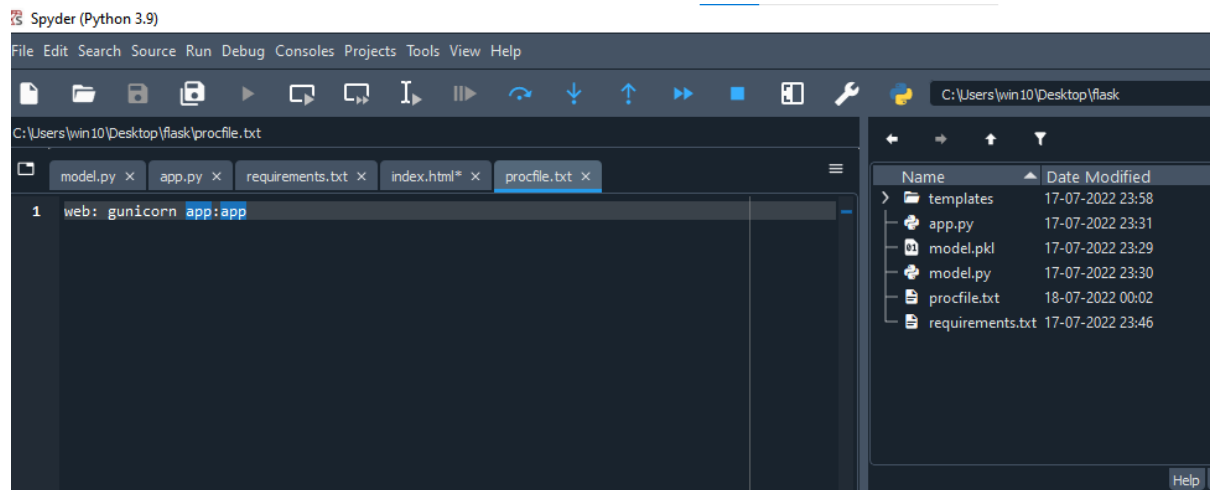 Spyder (Python 3.9)
File Edit Search Source Run Debug Consoles Projects Tools View Help
C:\Users\win10\Desktop\flask
C:\Users\win10\Desktop\flask\procfile.txt
model.py app.py requirements.txt index.html* procfile.txt
1 web: gunicorn app:app
Name Date Modified
templates 17-07-2022 23:58
app.py 17-07-2022 23:31
model.pkl 17-07-2022 23:29
model.py 17-07-2022 23:30
procfile.txt 18-07-2022 00:02
requirements.txt 17-07-2022 23:46
Help